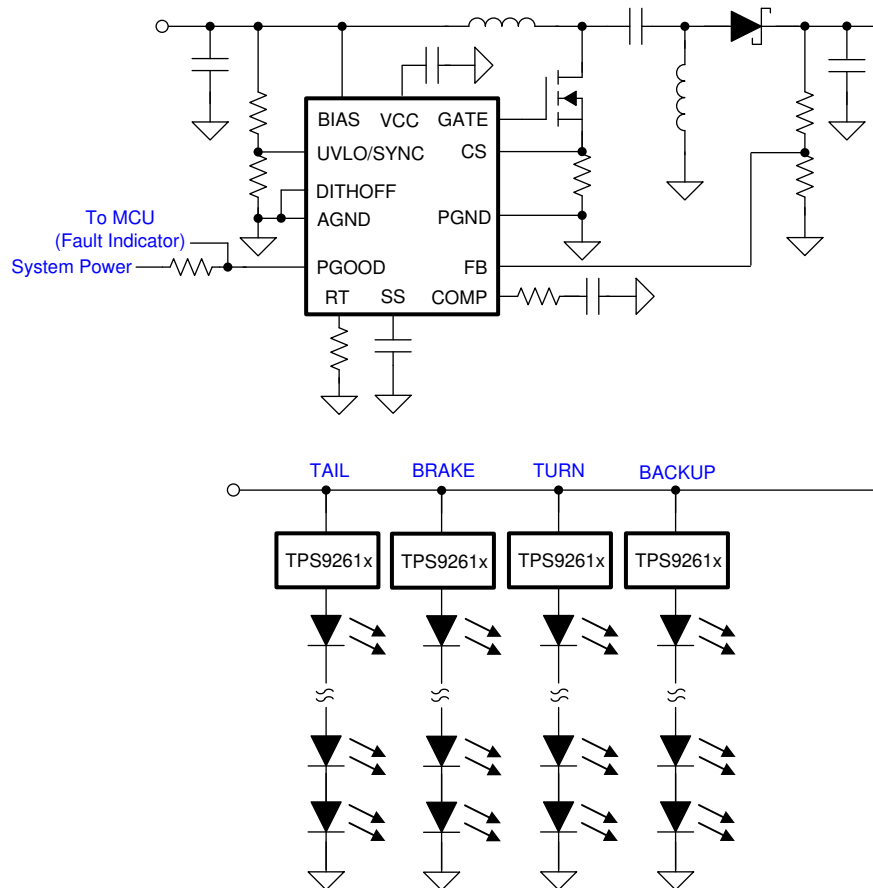 BIAS VCC GATE
UVLO/SYNC CS
DITHOFF
AGND PGND
To MCU
(Fault Indicator)
System Power
PGOOD FB
RT SS COMP
TAIL BRAKE TURN BACKUP
TPS9261x TPS9261x TPS9261x TPS9261x